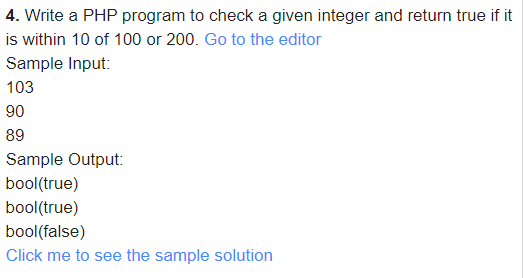 4. Write a PHP program to check a given integer and return true if it
is within 10 of 100 or 200. Go to the editor
Sample Input:
103
90
89
Sample Output:
bool(true)
bool(true)
bool(false)
Click me to see the sample solution